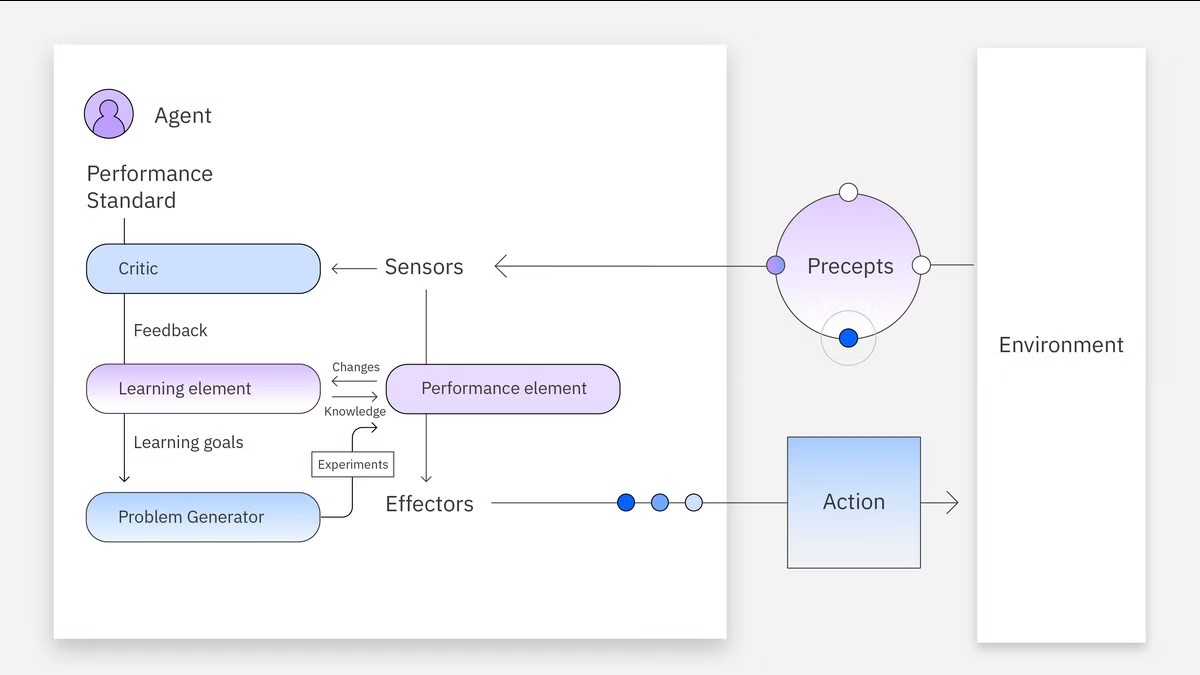 Agent
Performance
Standard
Critic
Sensors
Precepts
Feedback
Environment
Changes
Learning element
Performance element
Knowledge
Learning goals
Experiments
Problem Generator
Effectors
Action